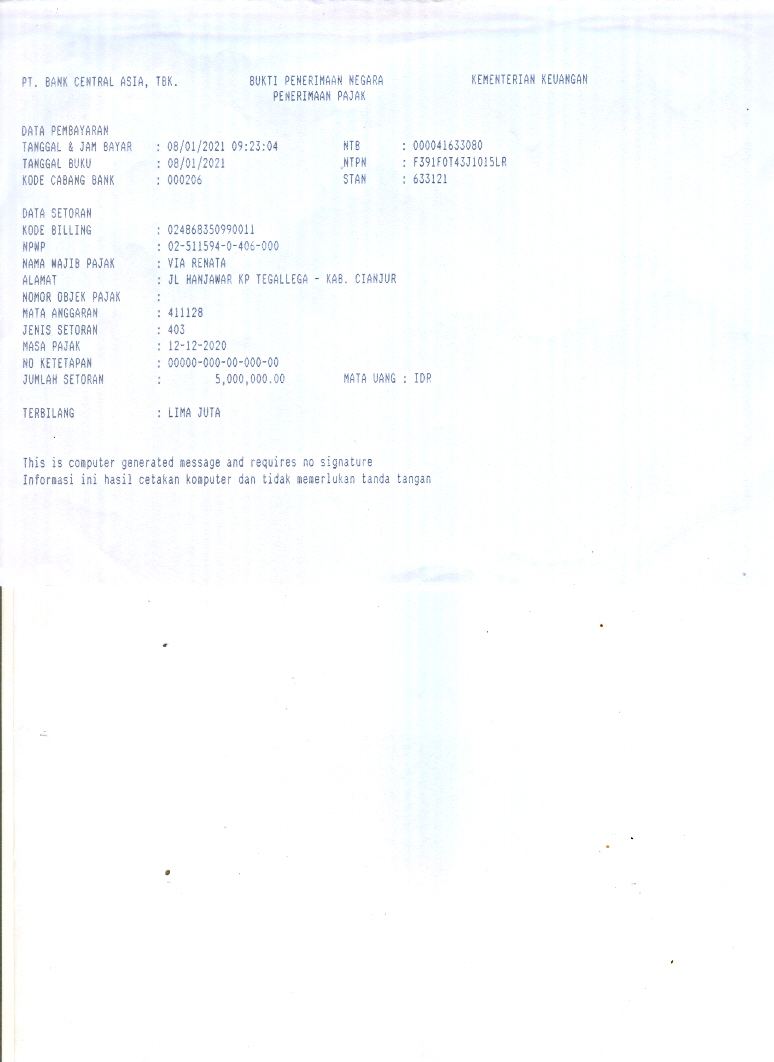 PT. BANK CENTRAL ASIA, TBK. BUKTI PENERIMAAN NEGARA KEMENTERIAN KEUANGAN
PENERIMAAN PAJAK
DATA PEMBAYARAN
TANGGAL & JAM BAYAR : 08/01/2021 09:23:04 NTB : 000041633080
TANGGAL BUKU : 08/01/2021 NTPN : F391F0T43J1015LR
KODE CABANG BANK : 000206 STAN : 633121
DATA SETORAN
KODE BILLING : 024868350990011
NPWP : 02-511594-0-406-000
NAMA WAJIB PAJAK : VIA RENATA
ALAMAT : JL HANJAWAR KP TEGALLEGA - KAB. CIANJUR
NOMOR OBJEK PAJAK :
MATA ANGGARAN : 411128
JENIS SETORAN : 403
MASA PAJAK : 12-12-2020
NO KETETAPAN : 00000-000-00-000-00
JUMLAH SETORAN : 5,000,000.00 MATA UANG : IDR
TERBILANG : LIMA JUTA
This is computer generated message and requires no signature
Informasi ini hasil cetakan komputer dan tidak memerlukan tanda tangan